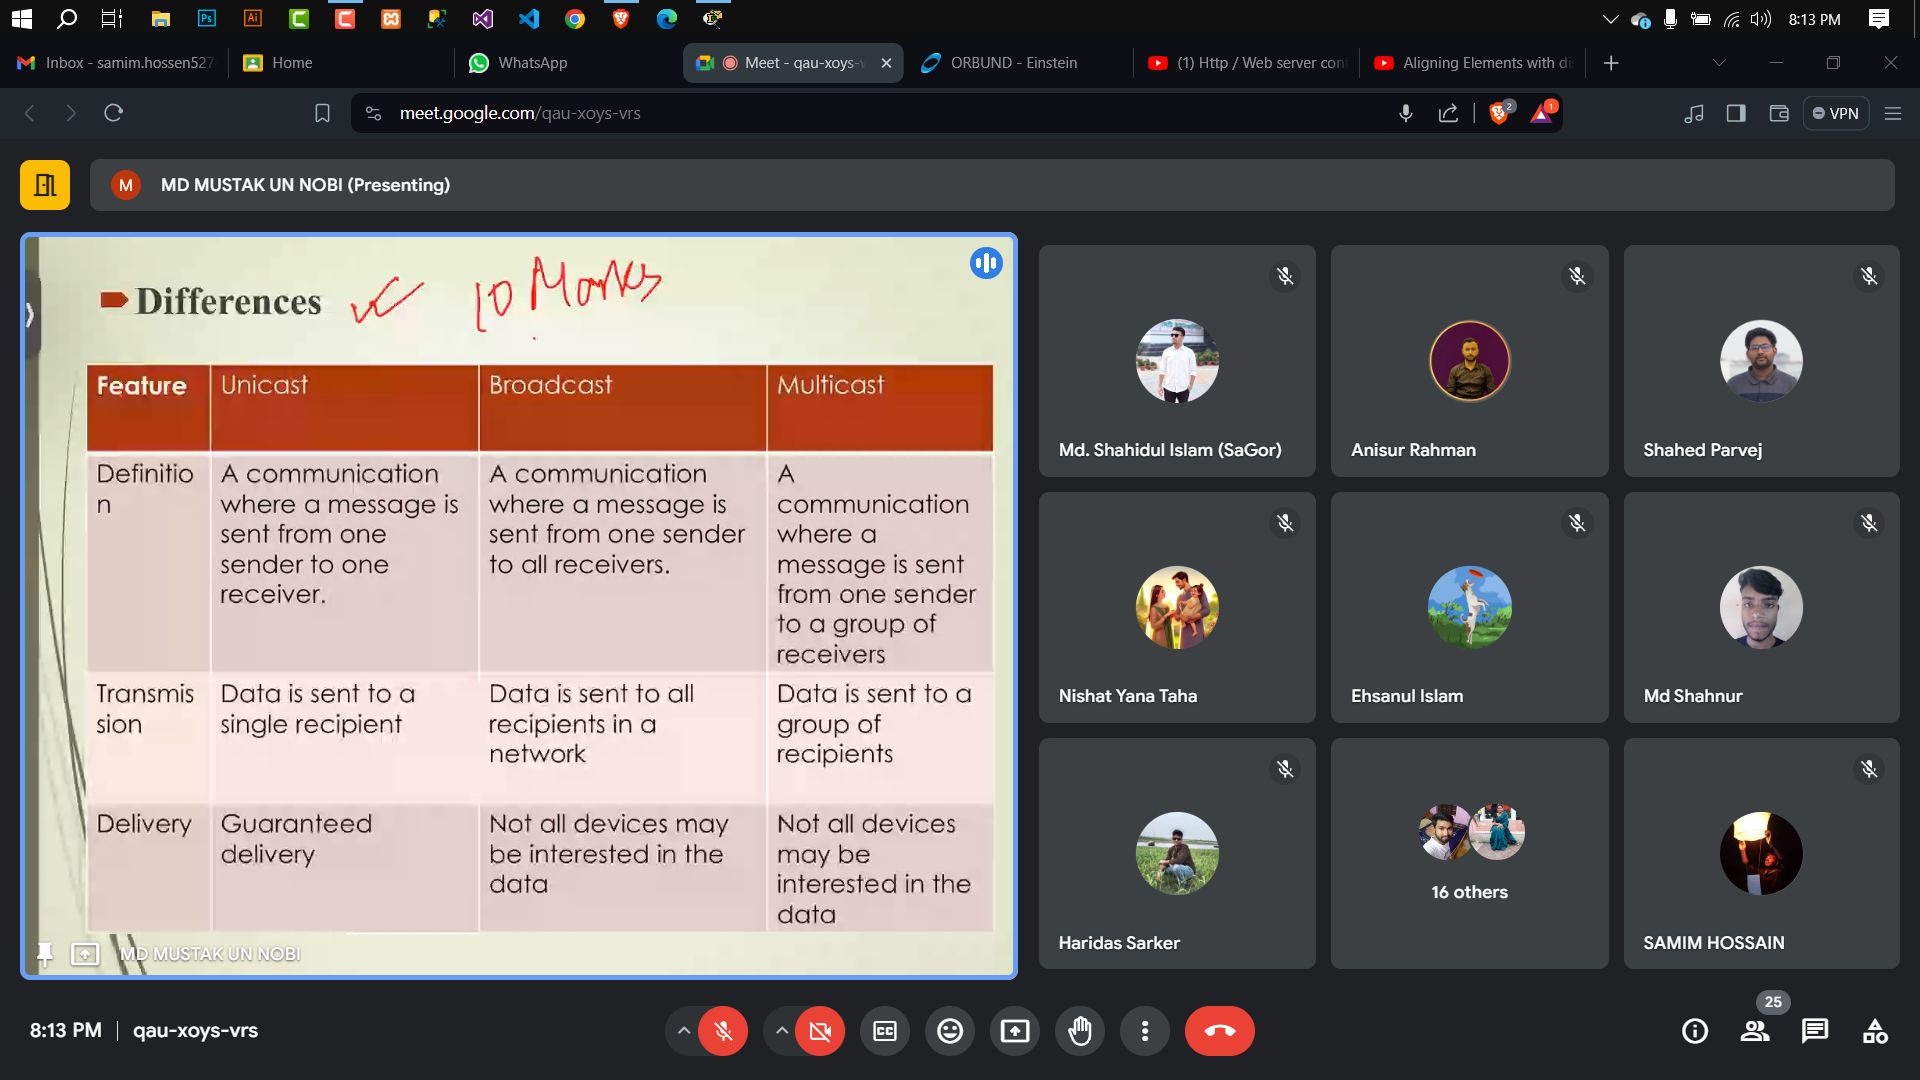 8:13 PM
Inbox - samim.hossen527
Home
WhatsApp
Meet - qau-xoys-v
ORBUND - Einstein
(1) Http / Web server con
Aligning Elements with di
meet.google.com/qau-xoys-vrs
2
1
VPN
M
MD MUSTAK UN NOBI (Presenting)
Differences
10 Marks
Feature Unicast Broadcast Multicast
Definitio
n
A communication
where a message is
sent from one
sender to one
receiver.
A communication
where a message is
sent from one sender
to all receivers.
A
communication
where a
message is sent
from one sender
to a group of
receivers
Transmis
sion
Data is sent to a
single recipient
Data is sent to all
recipients in a
network
Data is sent to a
group of
recipients
Delivery
Guaranteed
delivery
Not all devices may
be interested in the
data
Not all devices
may be
interested in the
data
MD MUSTAK UN NOBI
Md. Shahidul Islam (SaGor)
Anisur Rahman
Shahed Parvej
Nishat Yana Taha
Ehsanul Islam
Md Shahnur
Haridas Sarker
16 others
SAMIM HOSSAIN
8:13 PM
qau-xoys-vrs
CC
25